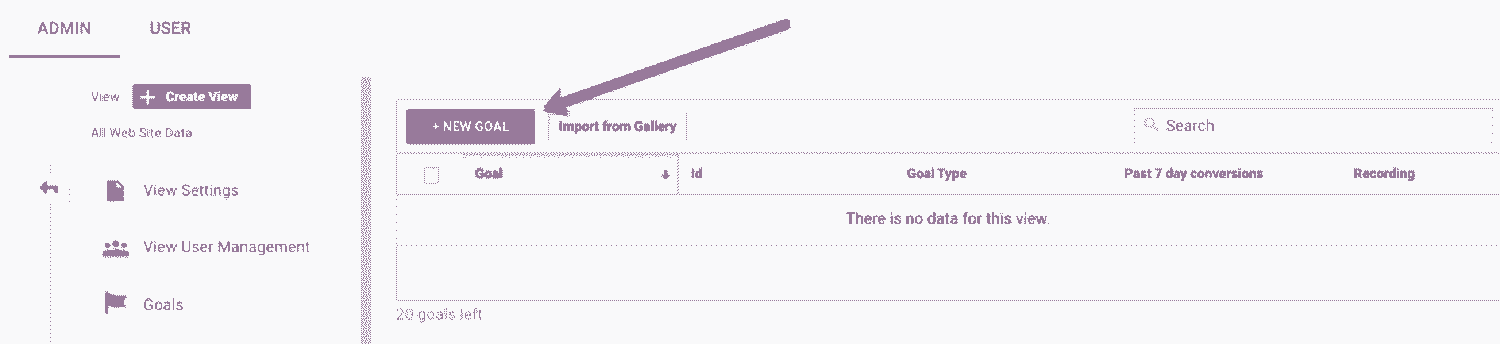 ADMIN USER
View + Create View
All Web Site Data
View Settings
View User Management
Goals
+ NEW GOAL Import from Gallery Search
Goal Id Goal Type Past 7 day conversions Recording
There is no data for this view.
20 goals left